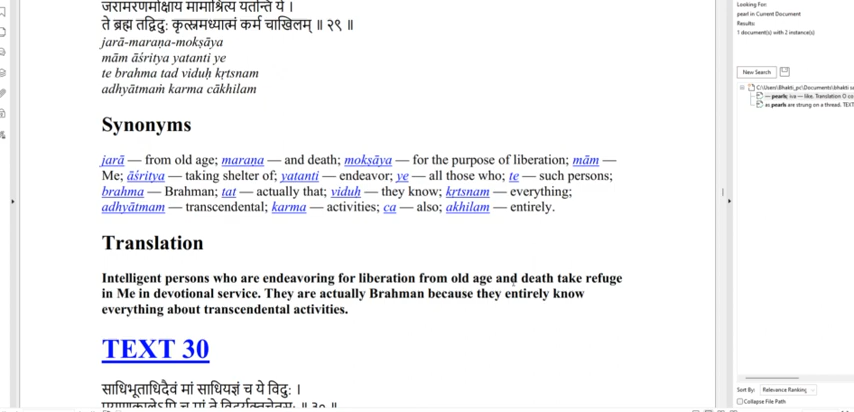 जरामरणमोक्षाय मामाश्रित्य यतन्ति ये ।
ते ब्रह्म तद्विदुः कृत्स्नमध्यात्मं कर्म चाखिलम् ॥ २९ ॥
jarā-maraṇa-mokṣāya
mām āśritya yatanti ye
te brahma tad viduḥ kṛtsnam
adhyātmaṁ karma cākhilam
Synonyms
jarā — from old age; maraṇa — and death; mokṣāya — for the purpose of liberation; mām —
Me; āśritya — taking shelter of; yatanti — endeavor; ye — all those who; te — such persons;
brahma — Brahman; tat — actually that; viduḥ — they know; kṛtsnam — everything;
adhyātmam — transcendental; karma — activities; ca — also; akhilam — entirely.
Translation
Intelligent persons who are endeavoring for liberation from old age and death take refuge
in Me in devotional service. They are actually Brahman because they entirely know
everything about transcendental activities.
TEXT 30
साधिभूताधिदैवं मां साधियज्ञं च ये विदुः ।
Looking For:
pearl in Current Document
Results:
1 document(s) with 2 instance(s)
New Search
— pearls; iva — like. Translation O co
as pearls are strung on a thread. TEXT
Sort By: Relevance Ranking
Collapse File Path